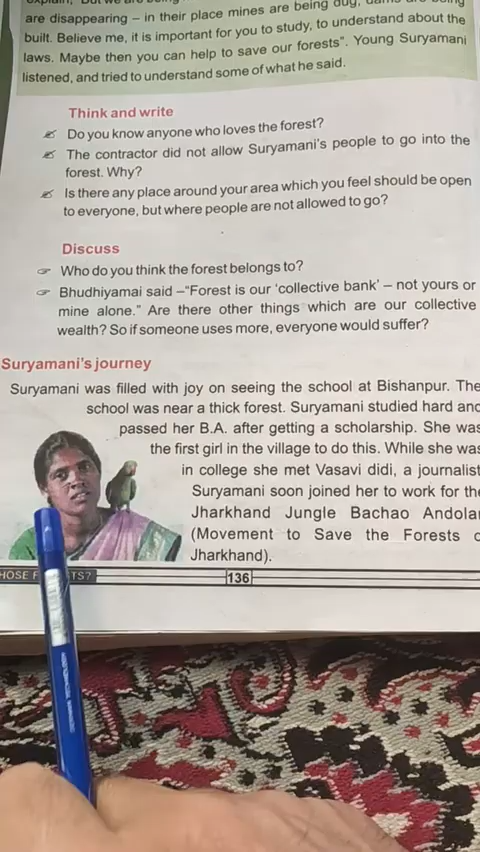 are disappearing – in their place mines are being dug, dams are being
built. Believe me, it is important for you to study, to understand about the
laws. Maybe then you can help to save our forests". Young Suryamani
listened, and tried to understand some of what he said.
Think and write
Do you know anyone who loves the forest?
The contractor did not allow Suryamani's people to go into the
forest. Why?
Is there any place around your area which you feel should be open
to everyone, but where people are not allowed to go?
Discuss
Who do you think the forest belongs to?
Bhudhiyamai said –"Forest is our 'collective bank' – not yours or
mine alone." Are there other things which are our collective
wealth? So if someone uses more, everyone would suffer?
Suryamani's journey
Suryamani was filled with joy on seeing the school at Bishanpur. The
school was near a thick forest. Suryamani studied hard and
passed her B.A. after getting a scholarship. She was
the first girl in the village to do this. While she was
in college she met Vasavi didi, a journalist
Suryamani soon joined her to work for the
Jharkhand Jungle Bachao Andola
(Movement to Save the Forests
Jharkhand).
136